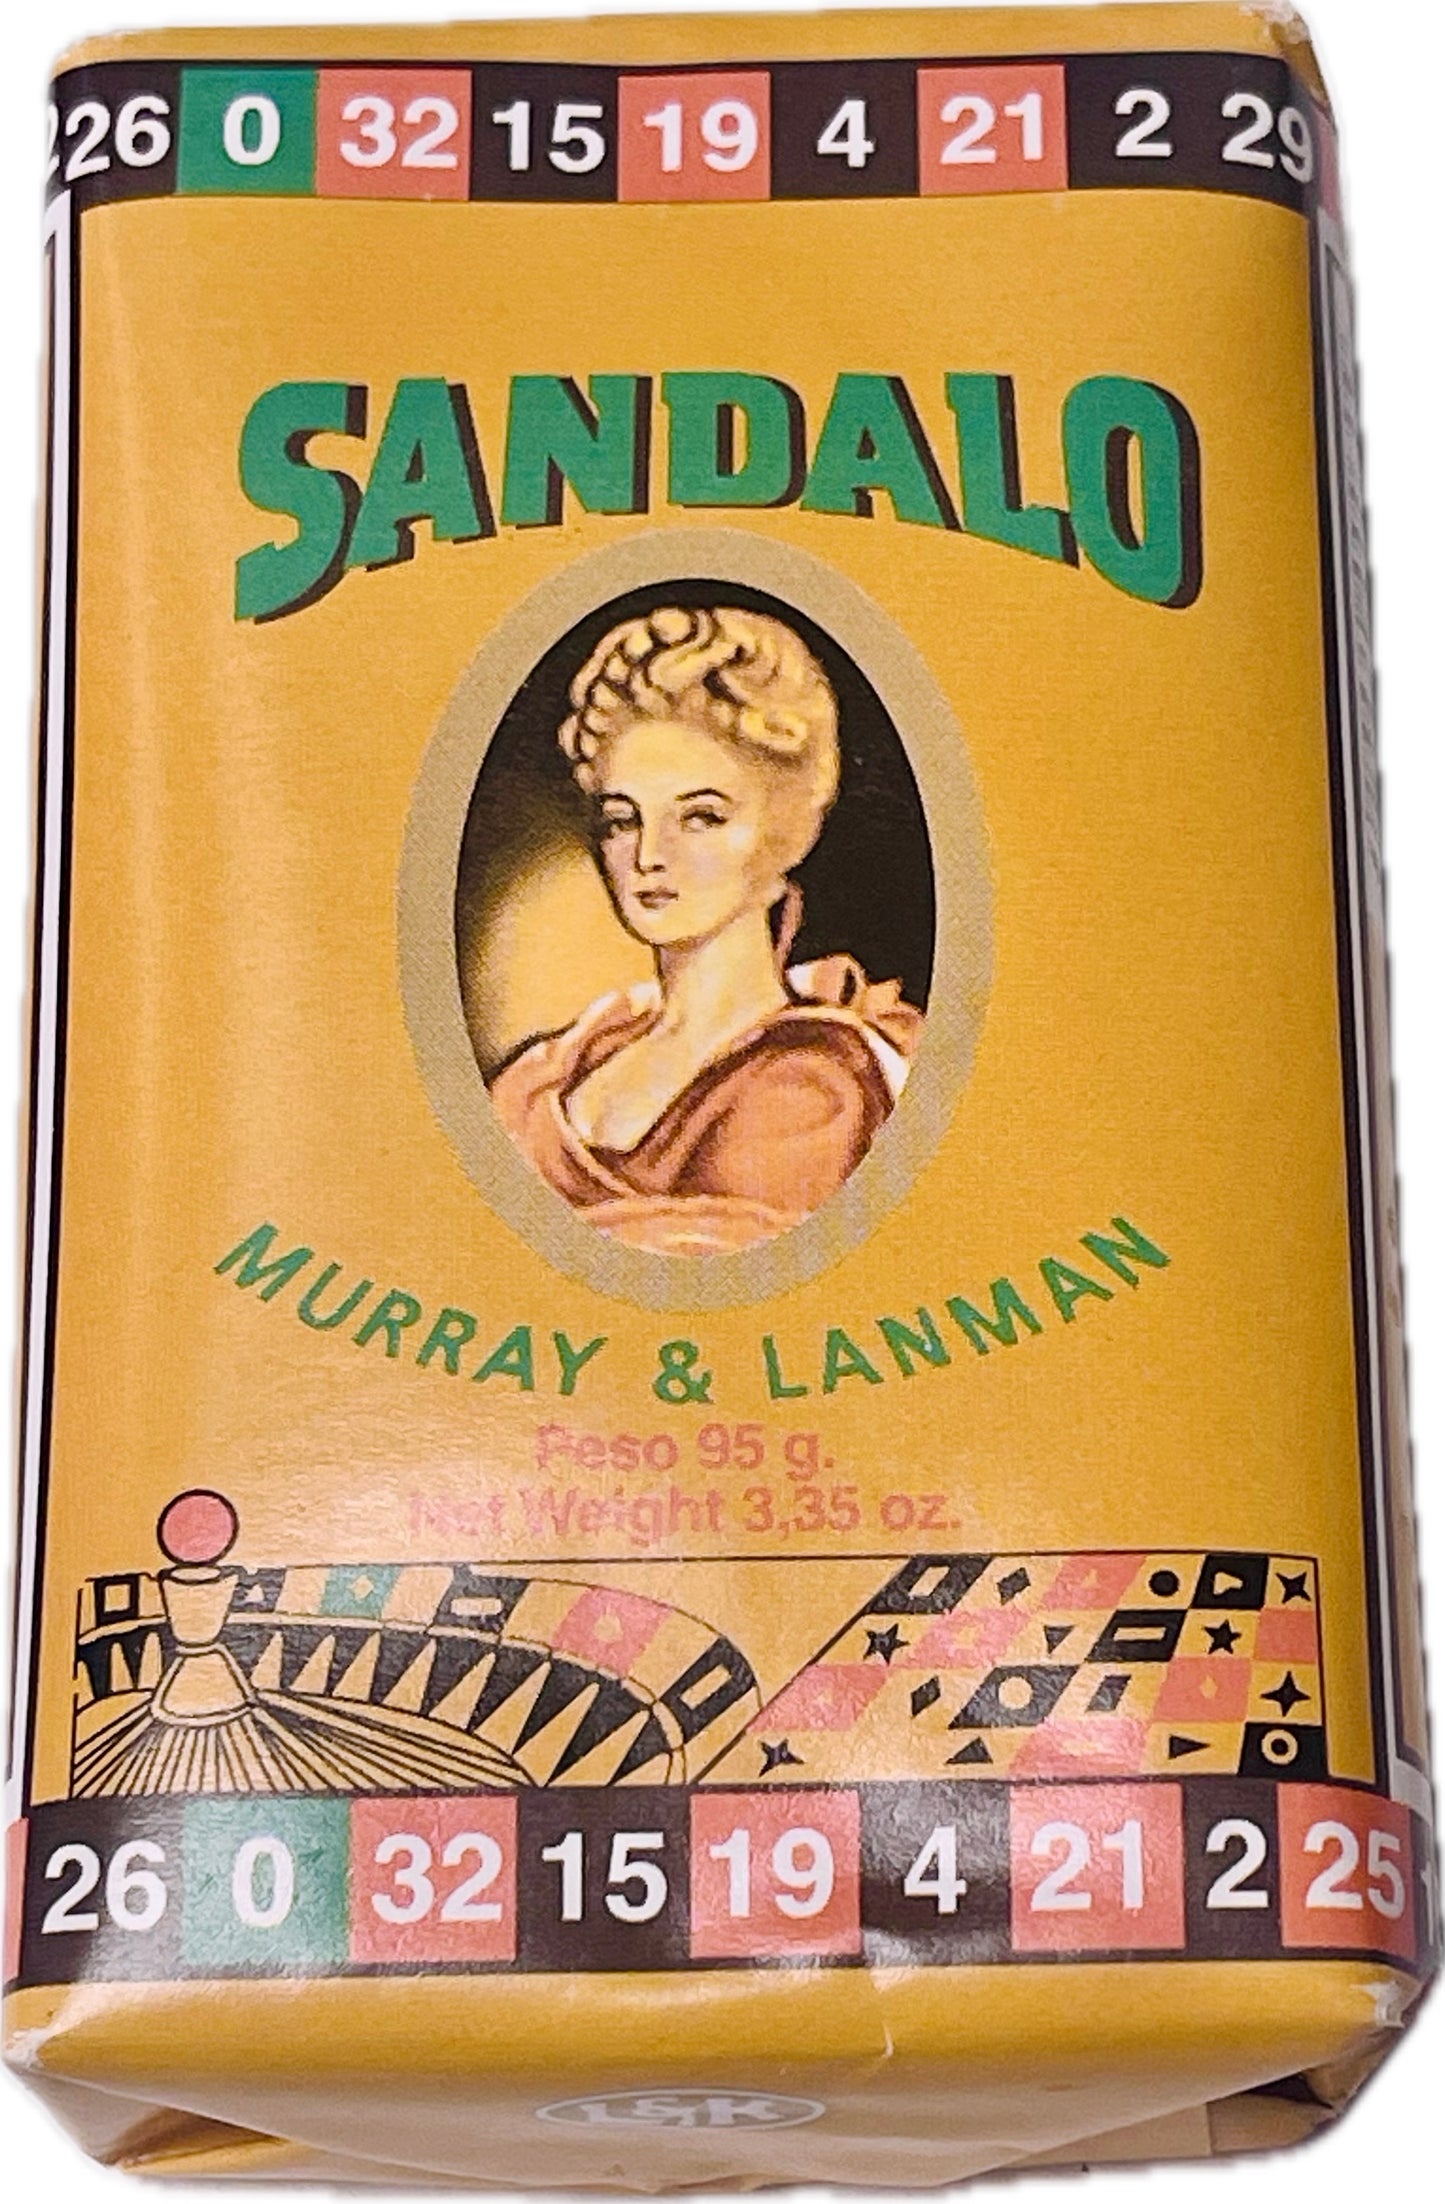 26 0 32 15 19 4 21 2 29
SANDALO
MURRAY & LANMAN
Peso 95 g.
Net Weight 3,35 oz.
26 0 32 15 19 4 21 2 25
L&K